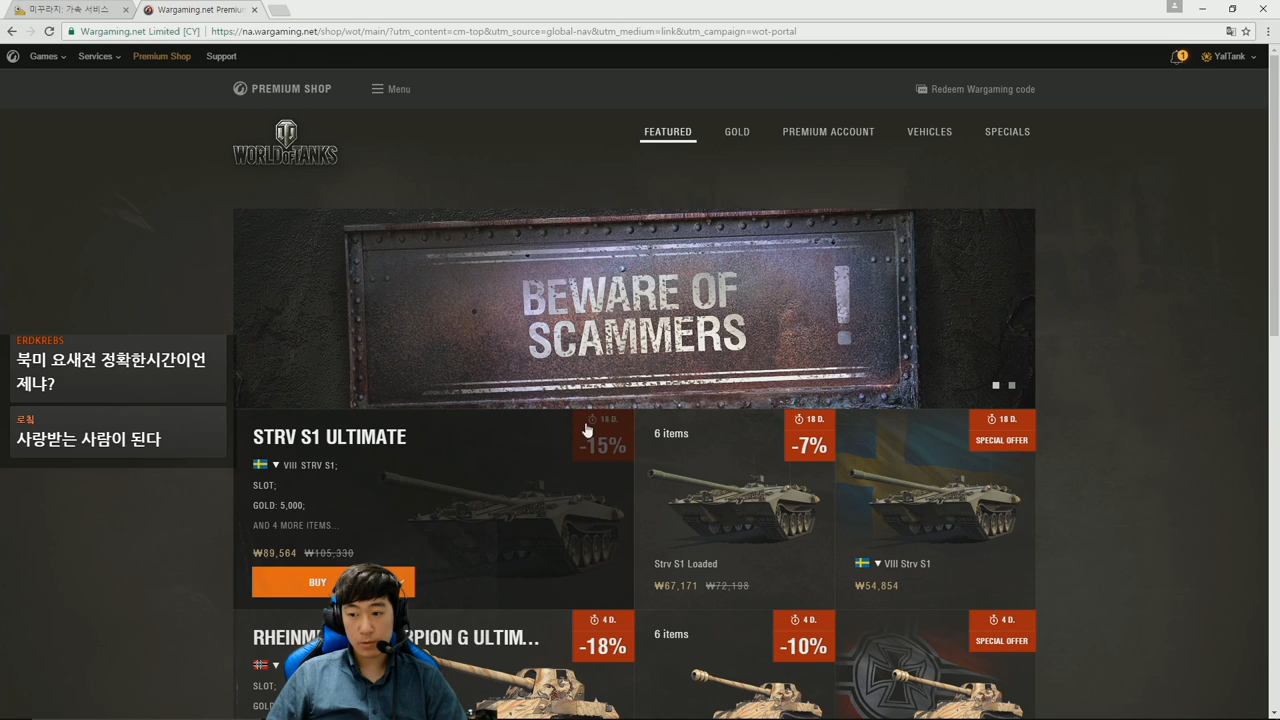 미꾸라지: 가속 서비스
Wargaming.net Premium
Wargaming.net Limited [CY]
https://na.wargaming.net/shop/wot/main/?utm_content=cm-top&utm_source=global-nav&utm_medium=link&utm_campaign=wot-portal
Games
Services
Premium Shop
Support
1
YalTank
PREMIUM SHOP
Menu
Redeem Wargaming code
WORLD OF TANKS
FEATURED
GOLD
PREMIUM ACCOUNT
VEHICLES
SPECIALS
BEWARE OF
SCAMMERS
!
ERDKREBS
북미 요새전 정확한시간이언
제냐?
로칰
사랑받는 사람이 된다
STRV S1 ULTIMATE
18 D.
-15%
VIII STRV S1;
SLOT;
GOLD: 5,000;
AND 4 MORE ITEMS...
₩89,564 ₩105,330
BUY
6 items
18 D.
-7%
Strv S1 Loaded
₩67,171 ₩72,198
18 D.
SPECIAL OFFER
VIII Strv S1
₩54,854
4 D.
-18%
SLOT;
6 items
4 D.
-10%
4 D.
SPECIAL OFFER